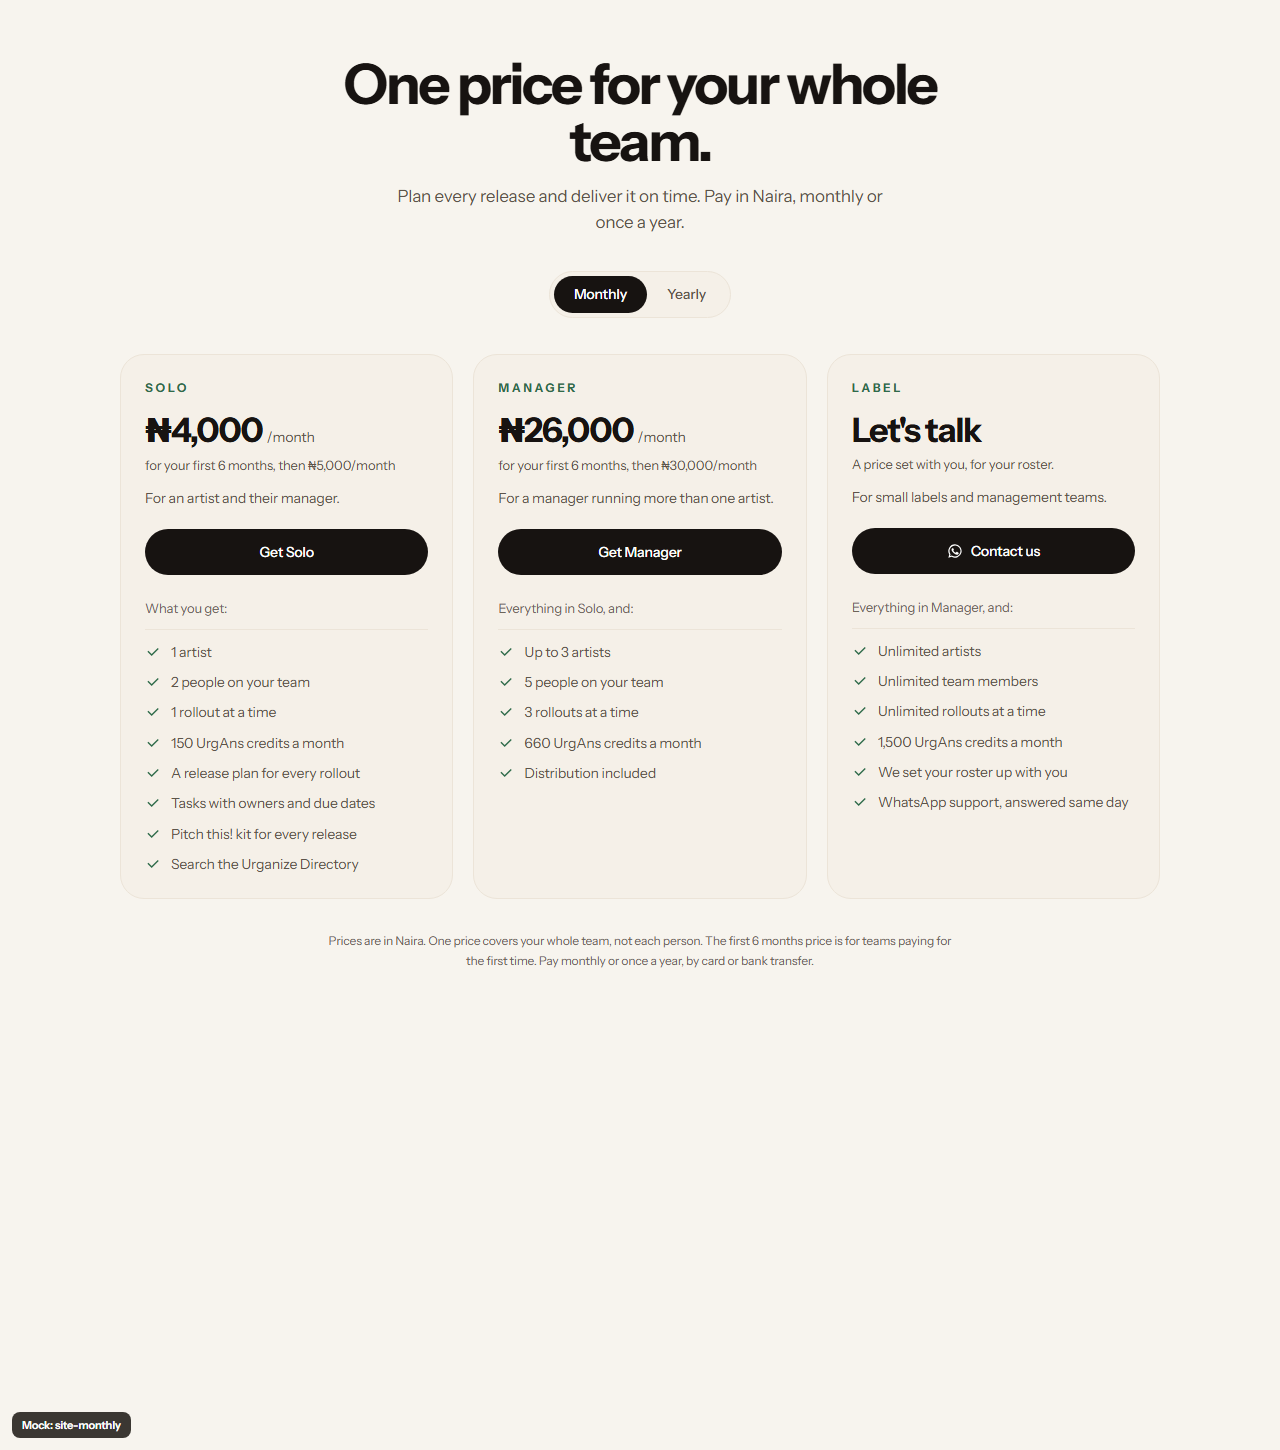 One price for your whole
team.
Plan every release and deliver it on time. Pay in Naira, monthly or
once a year.
Monthly
Yearly
SOLO
₦4,000 /month
for your first 6 months, then ₦5,000/month
For an artist and their manager.
Get Solo
What you get:
1 artist
2 people on your team
1 rollout at a time
150 UrgAns credits a month
A release plan for every rollout
Tasks with owners and due dates
Pitch this! kit for every release
Search the Urganize Directory
MANAGER
₦26,000 /month
for your first 6 months, then ₦30,000/month
For a manager running more than one artist.
Get Manager
Everything in Solo, and:
Up to 3 artists
5 people on your team
3 rollouts at a time
660 UrgAns credits a month
Distribution included
LABEL
Let's talk
A price set with you, for your roster.
For small labels and management teams.
Contact us
Everything in Manager, and:
Unlimited artists
Unlimited team members
Unlimited rollouts at a time
1,500 UrgAns credits a month
We set your roster up with you
WhatsApp support, answered same day
Prices are in Naira. One price covers your whole team, not each person. The first 6 months price is for teams paying for
the first time. Pay monthly or once a year, by card or bank transfer.
Mock: site-monthly